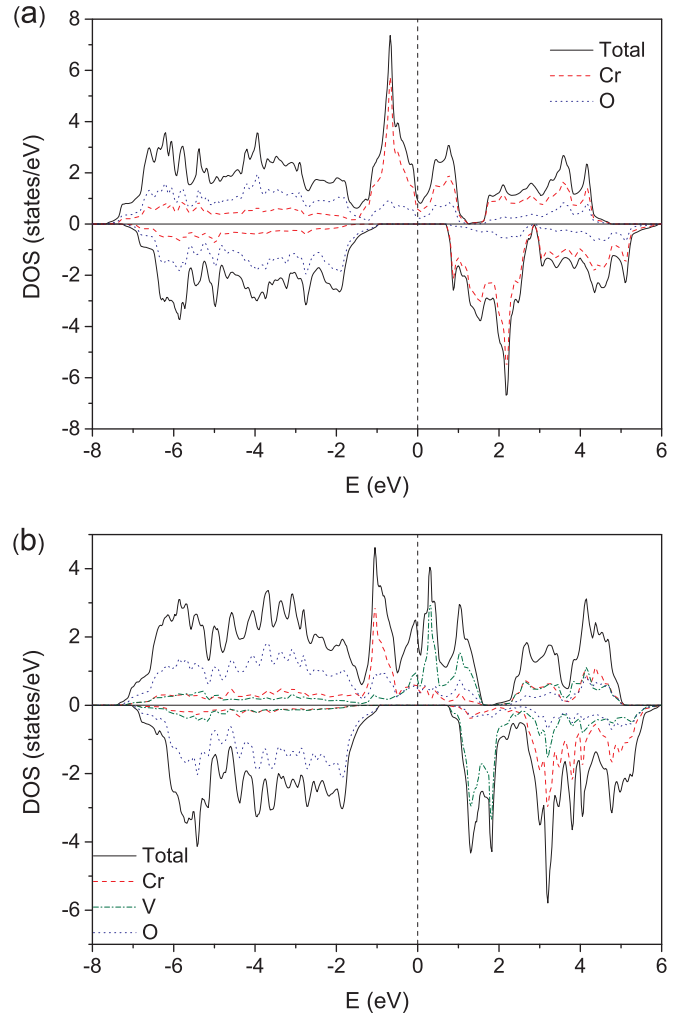 (a)
8
6
4
2
0
-2
-4
-6
-8
DOS (states/eV)
Total
Cr
O
-8 -6 -4 -2 0 2 4 6
E (eV)
(b)
4
2
0
-2
-4
-6
DOS (states/eV)
Total
Cr
V
O
-8 -6 -4 -2 0 2 4 6
E (eV)